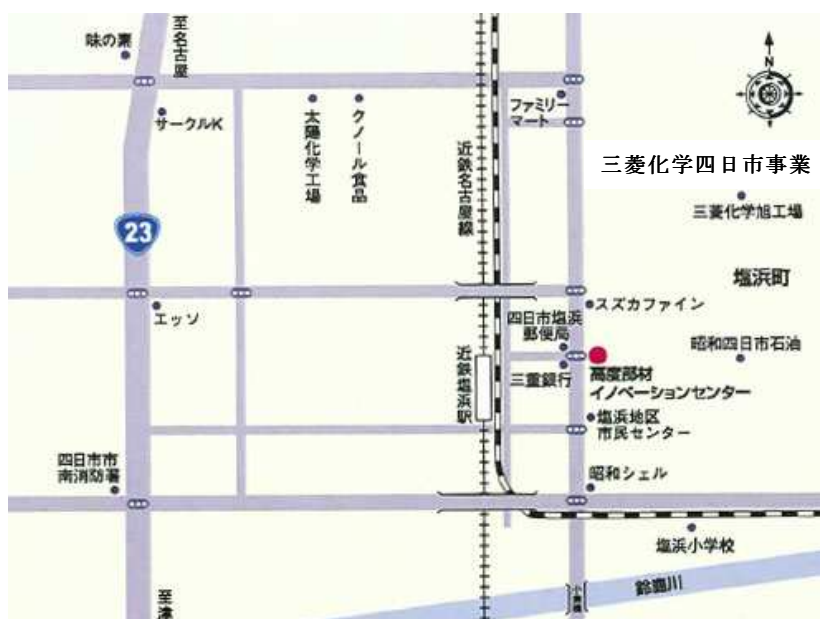 至名古屋
味の素
N
サークルK
太陽化学工場
クノール食品
近鉄名古屋線
ファミリー
マート
三菱化学四日市事業
三菱化学旭工場
23
塩浜町
エッソ
スズカファイン
四日市塩浜
郵便局
昭和四日市石油
三重銀行
高度部材
イノベーションセンター
近鉄塩浜駅
塩浜地区
市民センター
四日市市
南消防署
昭和シェル
塩浜小学校
鈴鹿川
至津